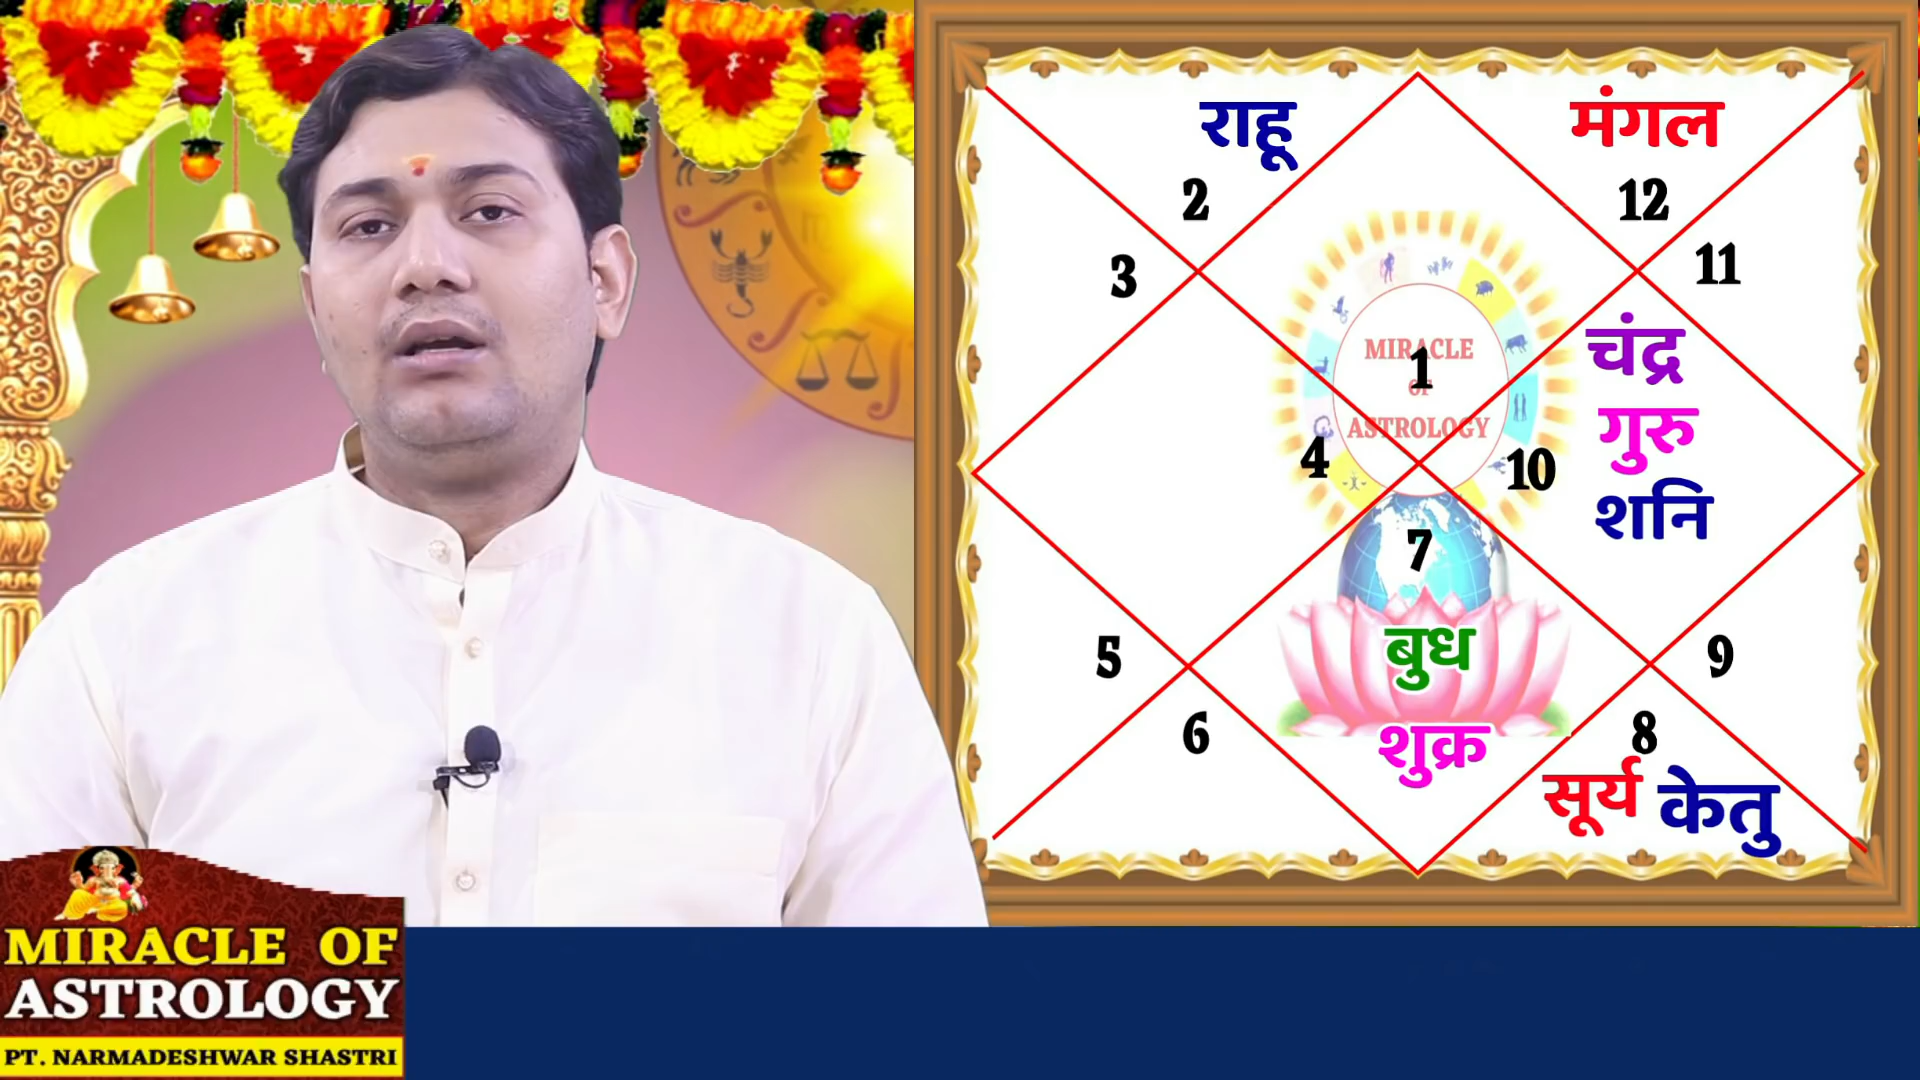 राहू
मंगल
2
12
3
11
MIRACLE
1
OF
ASTROLOGY
चंद्र
गुरु
शनि
4
10
7
बुध
शुक्र
5
9
6
8
सूर्य केतु
MIRACLE OF
ASTROLOGY
PT. NARMADESHWAR SHASTRI